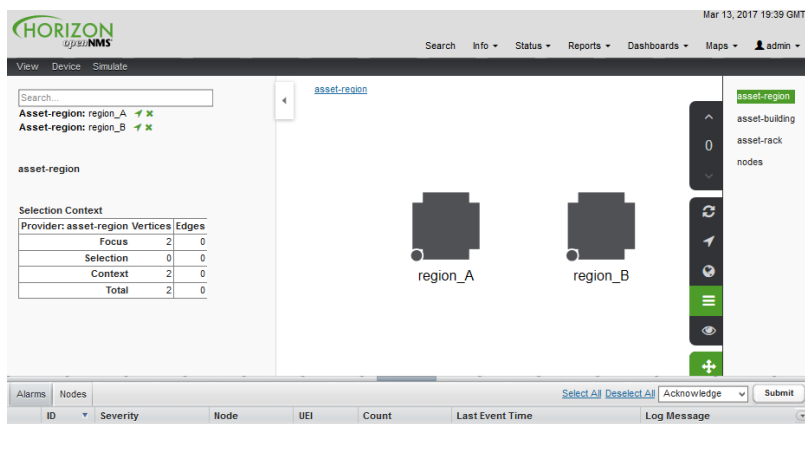 Mar 13, 2017 19:39 GMT
HORIZON
openNMS
Search Info Status Reports Dashboards Maps admin
View Device Simulate
Search...
asset-region
Asset-region: region_A
Asset-region: region_B
asset-region
Selection Context
Provider: asset-region Vertices Edges
Focus 2 0
Selection 0 0
Context 2 0
Total 2 0
region_A region_B
0
asset-region
asset-building
asset-rack
nodes
Alarms Nodes Select All Deselect All Acknowledge Submit
ID Severity Node UEI Count Last Event Time Log Message